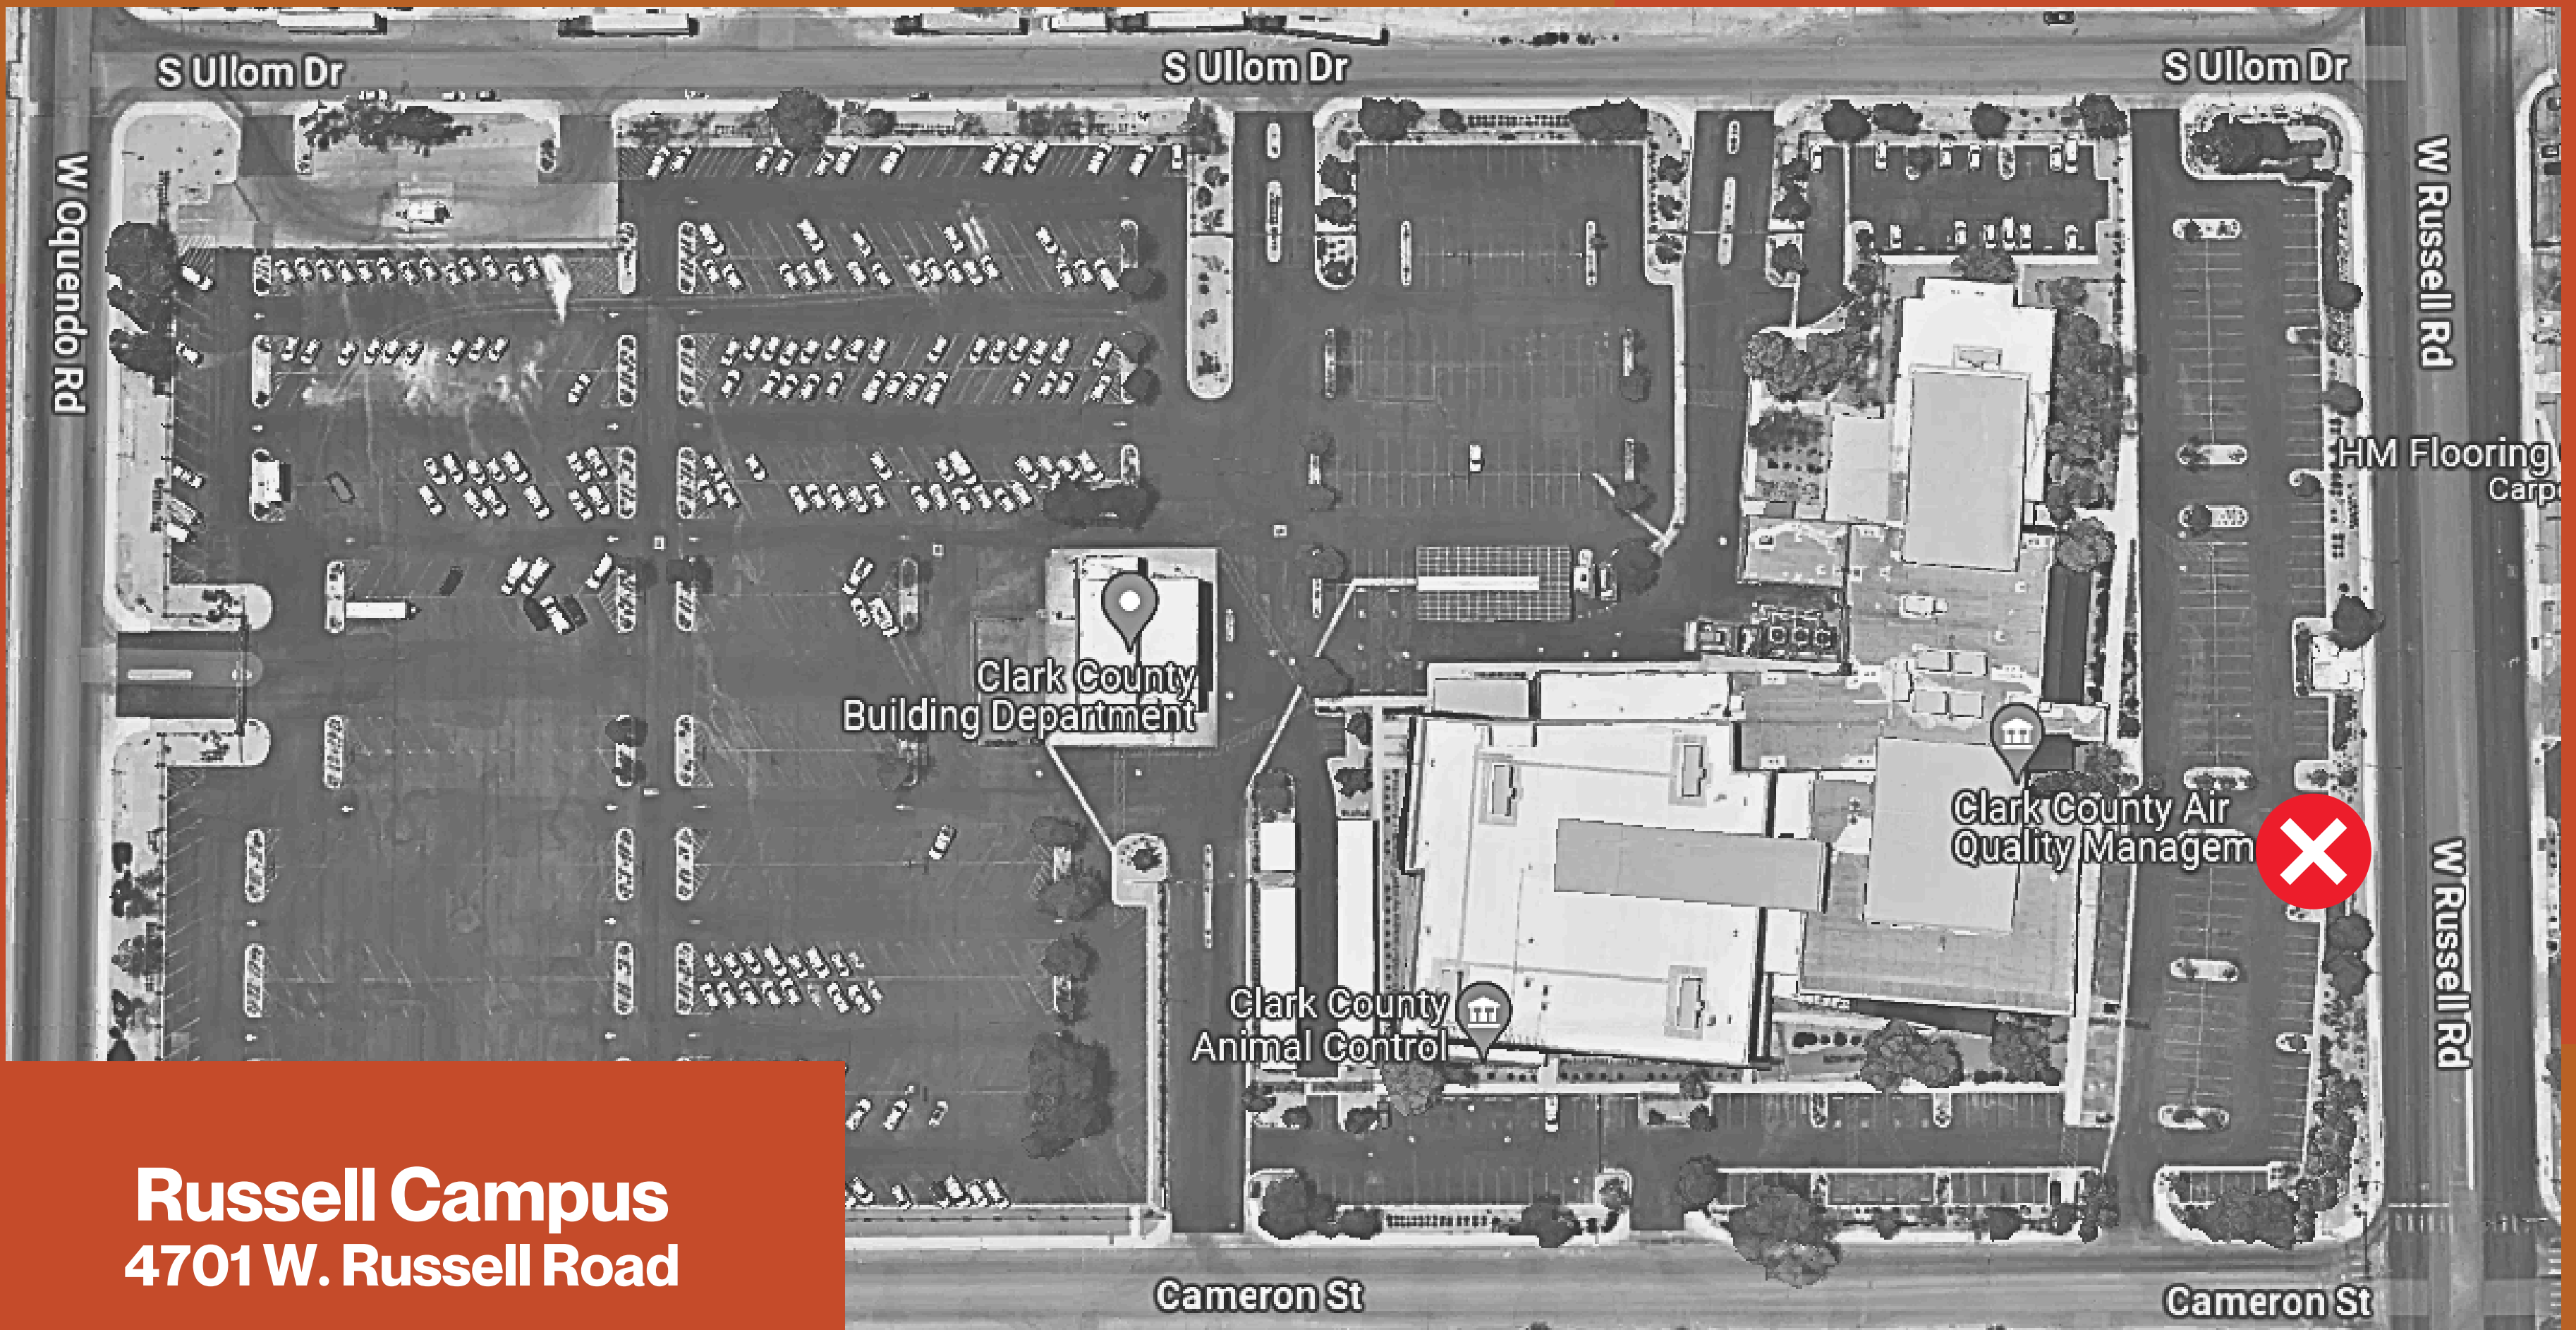 S Ullom Dr
S Ullom Dr
S Ullom Dr
W Oquendo Rd
W Russell Rd
HM Flooring
Clark County
Building Department
Clark County Air
Quality Managem
W Russell Rd
Clark County
Animal Control
Russell Campus
4701 W. Russell Road
Cameron St
Cameron St